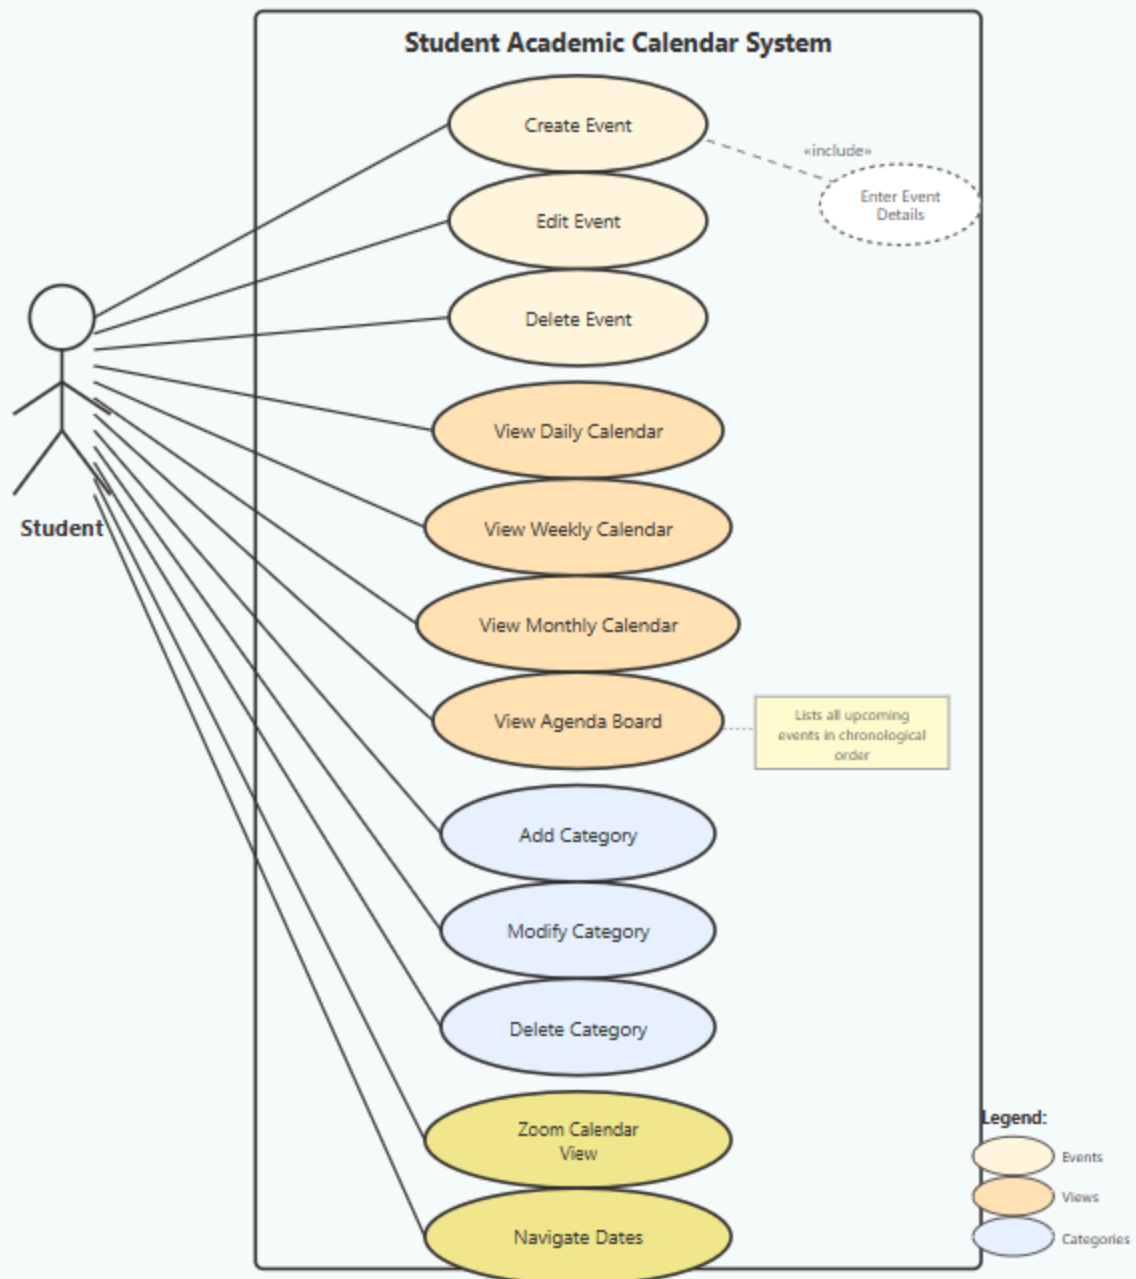 Student Academic Calendar System
Create Event
«include»
Enter Event
Details
Edit Event
Delete Event
View Daily Calendar
Student
View Weekly Calendar
View Monthly Calendar
View Agenda Board
Lists all upcoming
events in chronological
order
Add Category
Modify Category
Delete Category
Zoom Calendar
View
Navigate Dates
Legend:
Events
Views
Categories